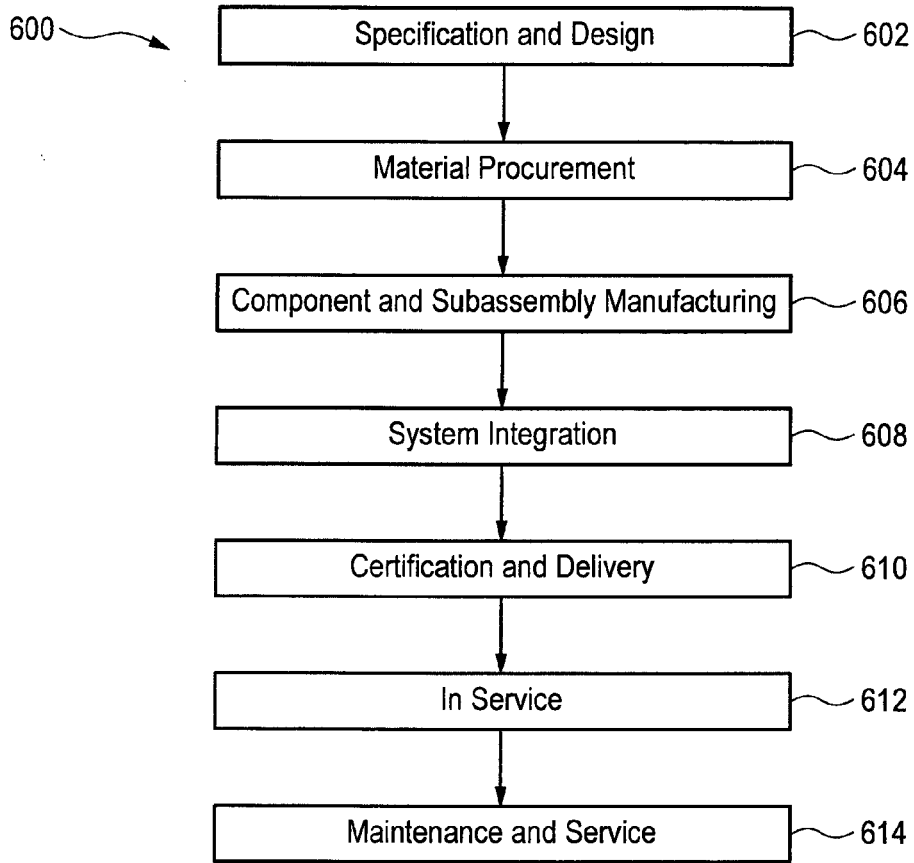 600
Specification and Design 602
Material Procurement 604
Component and Subassembly Manufacturing 606
System Integration 608
Certification and Delivery 610
In Service 612
Maintenance and Service 614